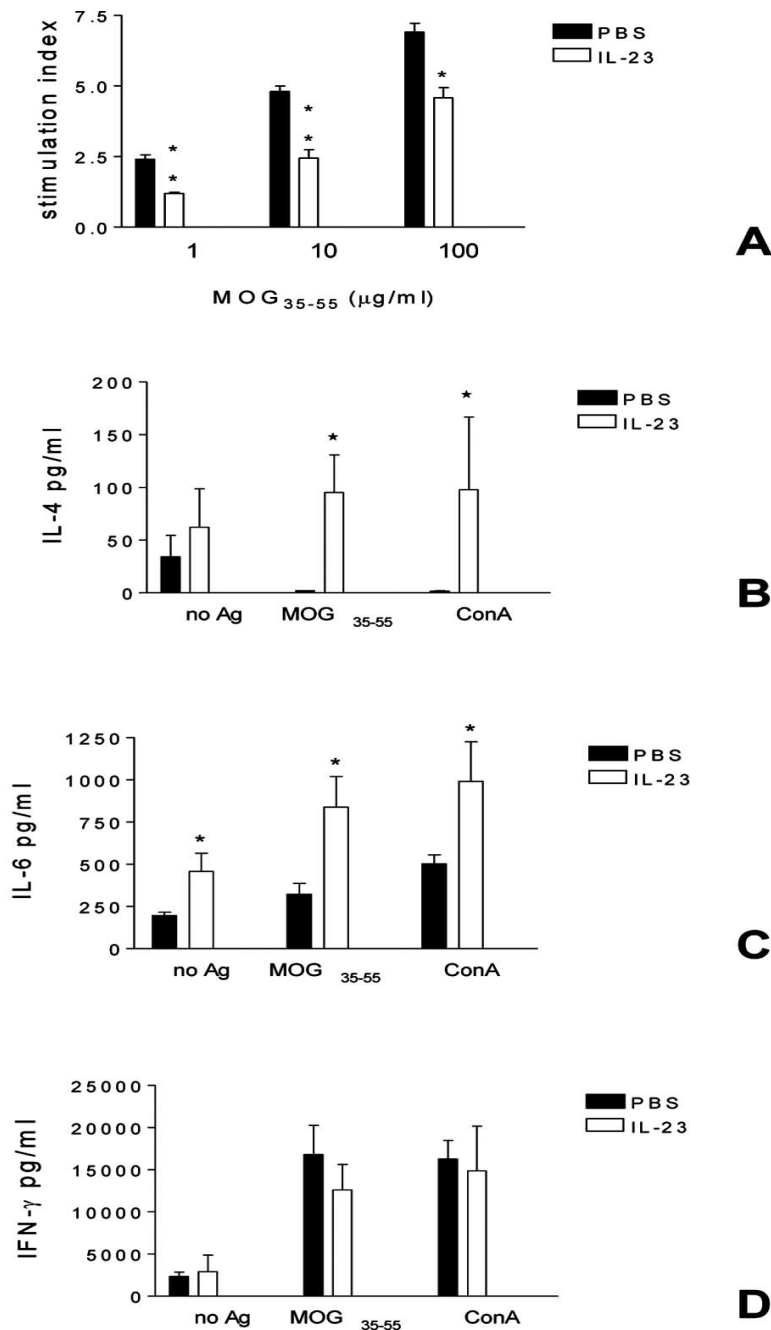 7.5
5.0
2.5
0.0
stimulation index
PBS
IL-23
* *
* *
*
1 10 100
MOG35-55 (μg/ml)
A
200
150
100
50
0
IL-4 pg/ml
PBS
IL-23
* *
no Ag MOG 35-55 ConA
B
1250
1000
750
500
250
0
IL-6 pg/ml
PBS
IL-23
* * *
no Ag MOG 35-55 ConA
C
25000
20000
15000
10000
5000
0
IFN-γ pg/ml
PBS
IL-23
no Ag MOG 35-55 ConA
D